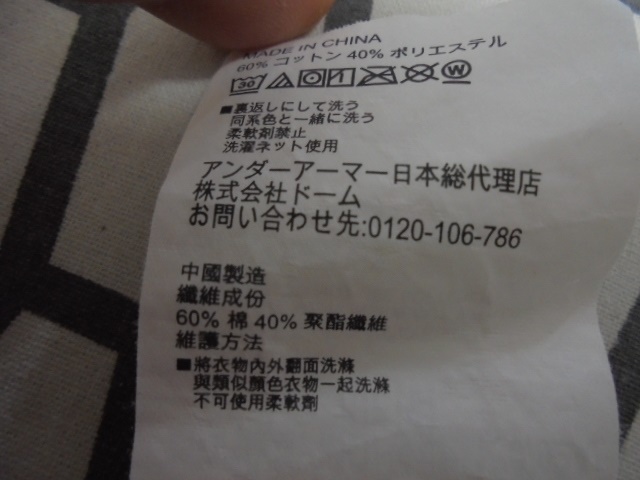 MADE IN CHINA
60% コットン 40% ポリエステル
30 W
■裏返しにして洗う
同系色と一緒に洗う
柔軟剤禁止
洗濯ネット使用
アンダーアーマー日本総代理店
株式会社ドーム
お問い合わせ先:0120-106-786
中國製造
纖維成份
60% 棉 40% 聚酯纖維
維護方法
■將衣物內外翻面洗滌
與類似顏色衣物一起洗滌
不可使用柔軟劑